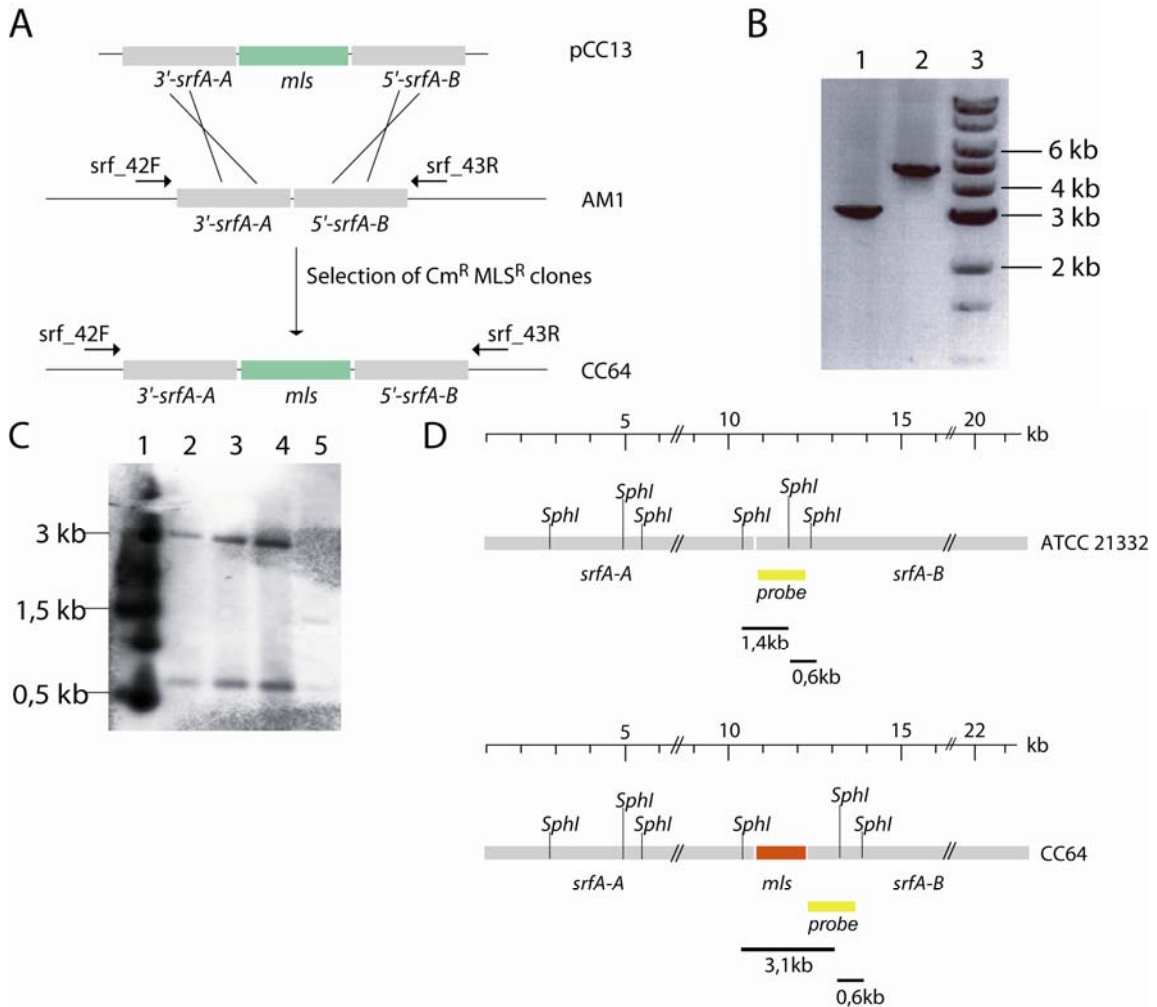 A
pCC13
3'-srfA-A mls 5'-srfA-B
srf_42F srf_43R
AM1
3'-srfA-A 5'-srfA-B
Selection of Cm^R MLS^R clones
srf_42F srf_43R
CC64
3'-srfA-A mls 5'-srfA-B
B
1 2 3
6 kb
4 kb
3 kb
2 kb
C
1 2 3 4 5
3 kb
1,5 kb
0,5 kb
D
5 10 15 20 kb
SphI SphI SphI SphI SphI SphI
ATCC 21332
srfA-A srfA-B
probe
1,4kb
0,6kb
5 10 15 22 kb
SphI SphI SphI SphI SphI SphI
CC64
srfA-A mls srfA-B
probe
3,1kb
0,6kb